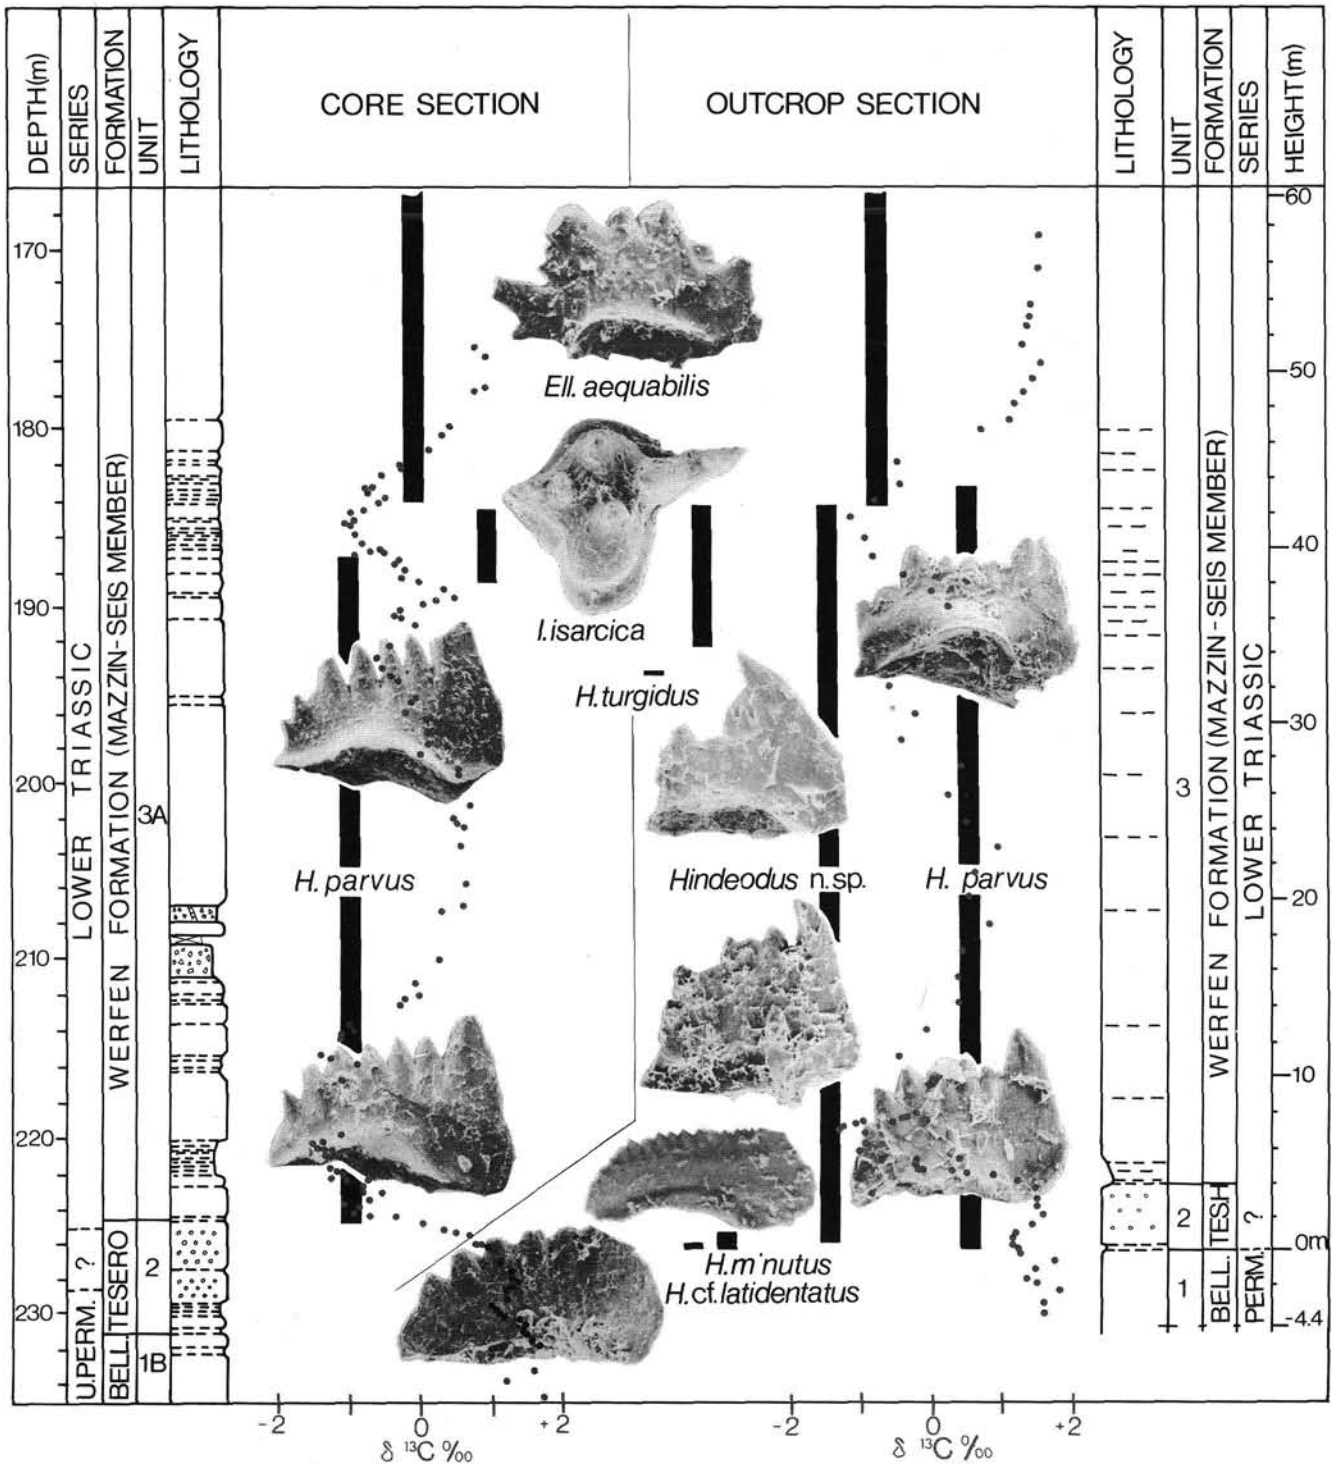 DEPTH(m)
SERIES
FORMATION
UNIT
LITHOLOGY
CORE SECTION
OUTCROP SECTION
LITHOLOGY
UNIT
FORMATION
SERIES
HEIGHT(m)
170
180
190
200
210
220
230
LOWER TRIASSIC
U.PERM. ?
WERFEN FORMATION (MAZZIN-SEIS MEMBER)
BELL. TESERO
3A
2
1B
Ell. aequabilis
I.isarcica
H.turgidus
H. parvus
Hindeodus n.sp.
H. parvus
H.m nutus
H.cf.latidentatus
3
2
1
WERFEN FORMATION (MAZZIN-SEIS MEMBER)
BELL. TESH
LOWER TRIASSIC
PERM. ?
60
50
40
30
20
10
0m
-4.4
-2 0 +2
δ ¹³C ‰
-2 0 +2
δ ¹³C ‰